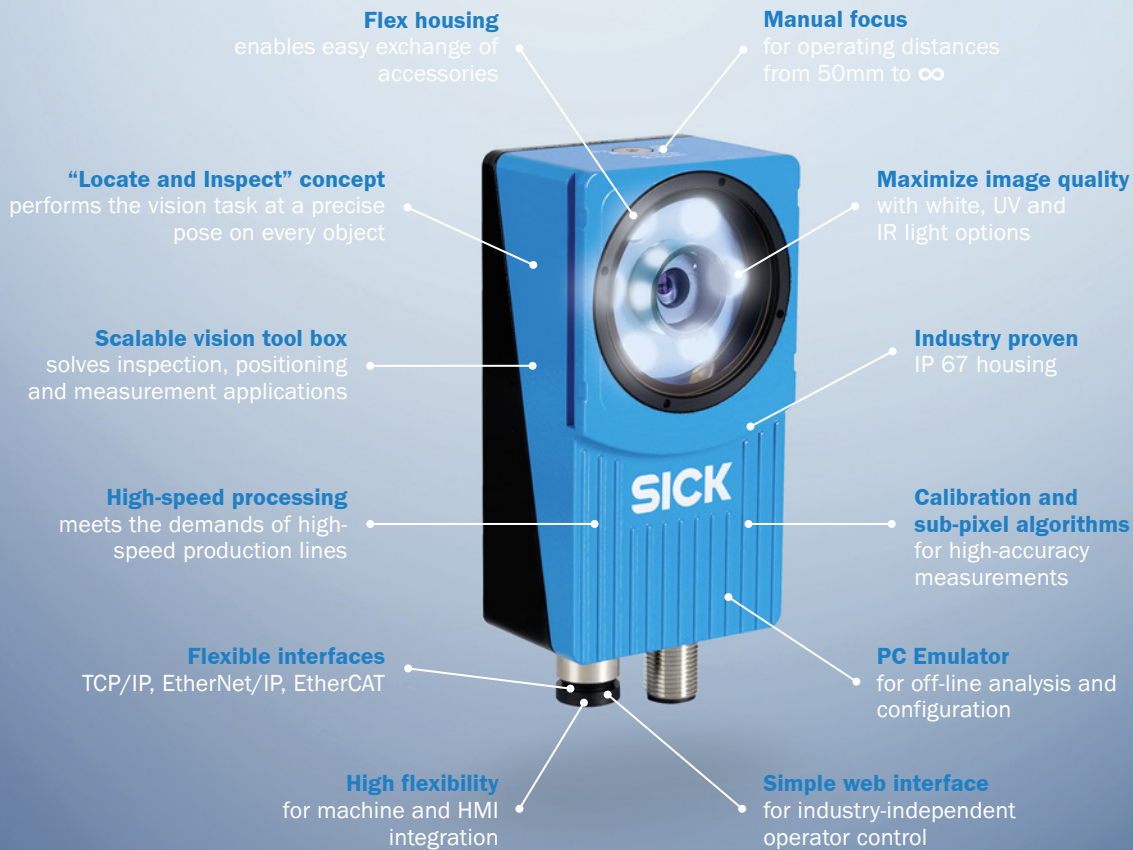 Flex housing
enables easy exchange of
accessories
Manual focus
for operating distances
from 50mm to ∞
“Locate and Inspect” concept
performs the vision task at a precise
pose on every object
Maximize image quality
with white, UV and
IR light options
Scalable vision tool box
solves inspection, positioning
and measurement applications
Industry proven
IP 67 housing
SICK
High-speed processing
meets the demands of high-
speed production lines
Calibration and
sub-pixel algorithms
for high-accuracy
measurements
Flexible interfaces
TCP/IP, EtherNet/IP, EtherCAT
PC Emulator
for off-line analysis and
configuration
High flexibility
for machine and HMI
integration
Simple web interface
for industry-independent
operator control